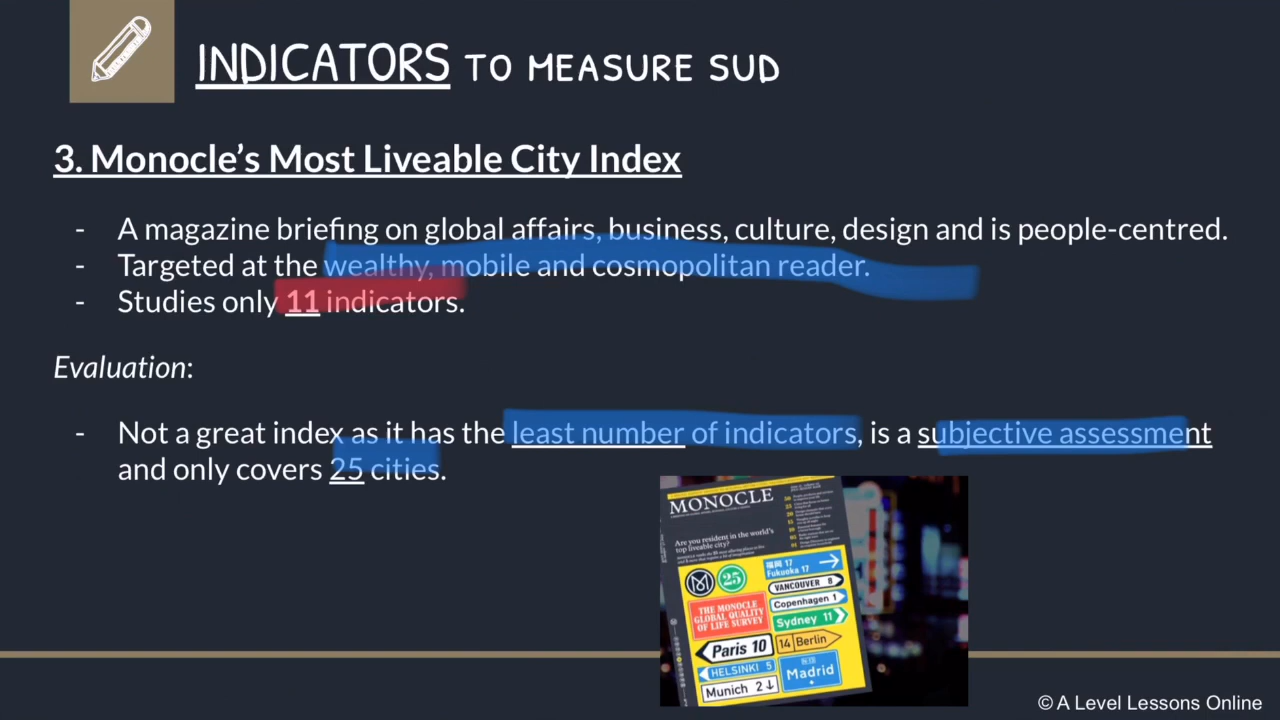 INDICATORS TO MEASURE SUD
3. Monocle's Most Liveable City Index
- A magazine briefing on global affairs, business, culture, design and is people-centred.
- Targeted at the wealthy, mobile and cosmopolitan reader.
- Studies only 11 indicators.
Evaluation:
- Not a great index as it has the least number of indicators, is a subjective assessment
and only covers 25 cities.
MONOCLE
Are you resident in the world's
top liveable city?
25
THE MONOCLE
GLOBAL QUALITY
OF LIFE SURVEY
福岡 17
Fukuoka 17
VANCOUVER 8
Copenhagen 1
Sydney 11
Paris 10
14 Berlin
HELSINKI 5
Munich 2
Madrid
© A Level Lessons Online